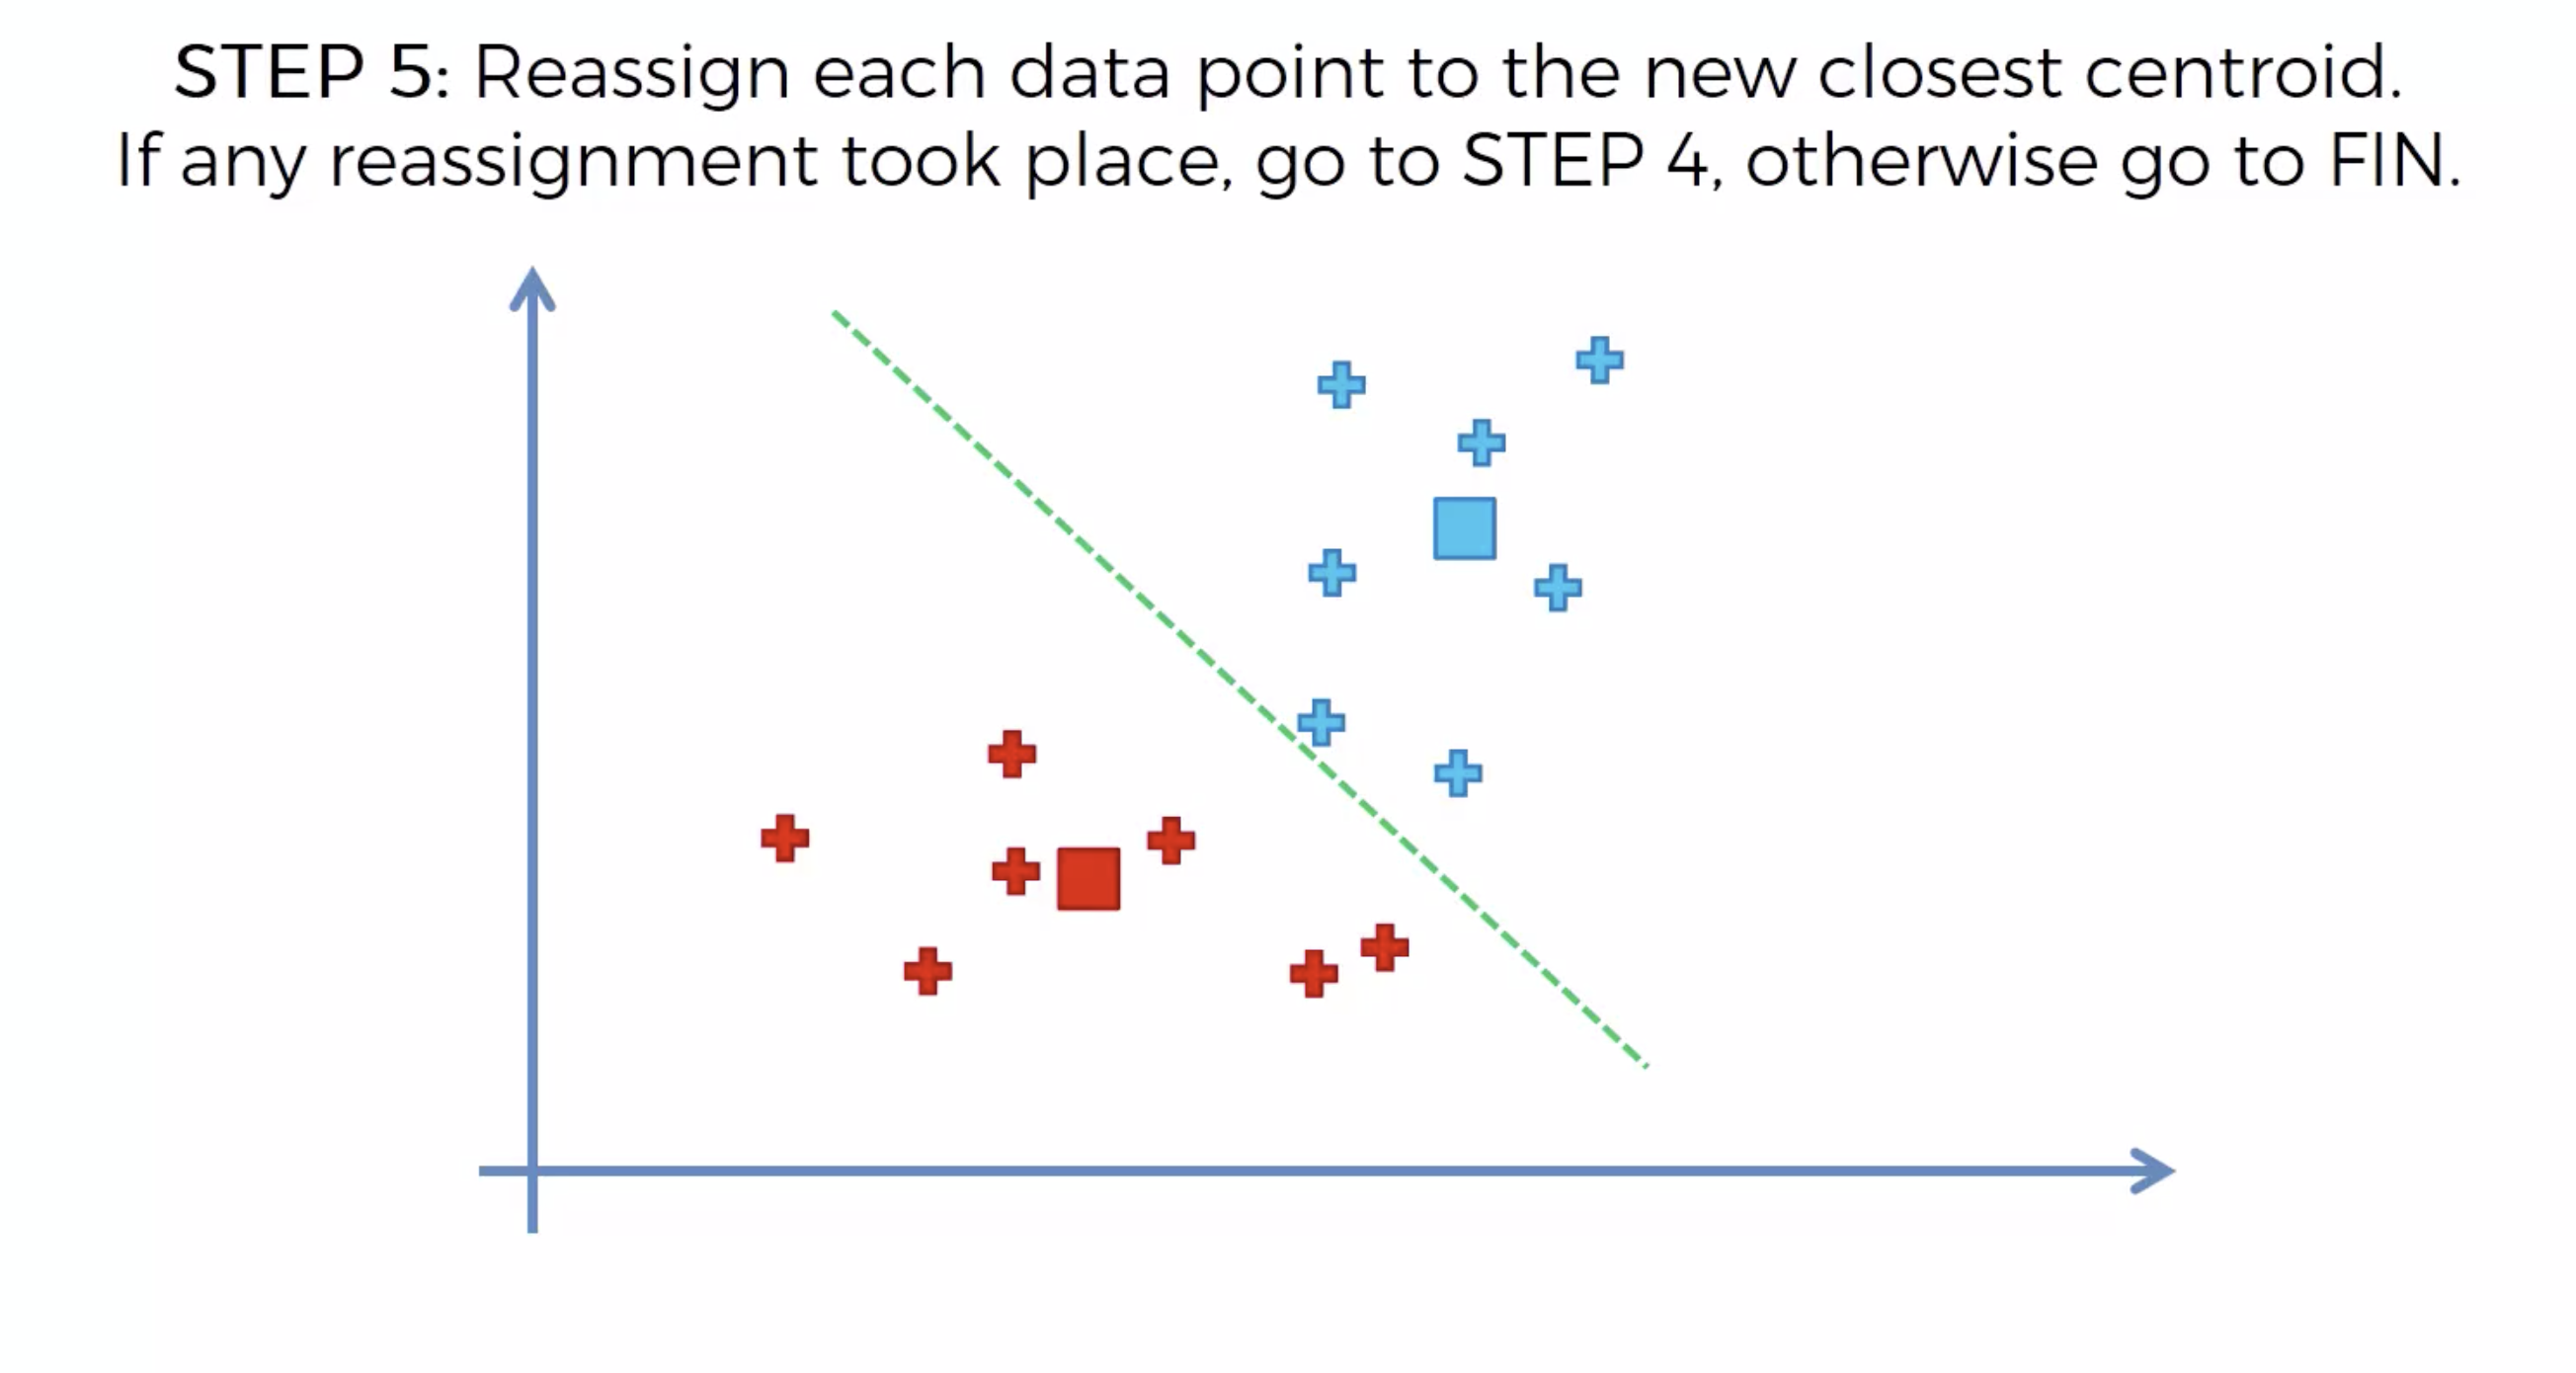 STEP 5: Reassign each data point to the new closest centroid.
If any reassignment took place, go to STEP 4, otherwise go to FIN.